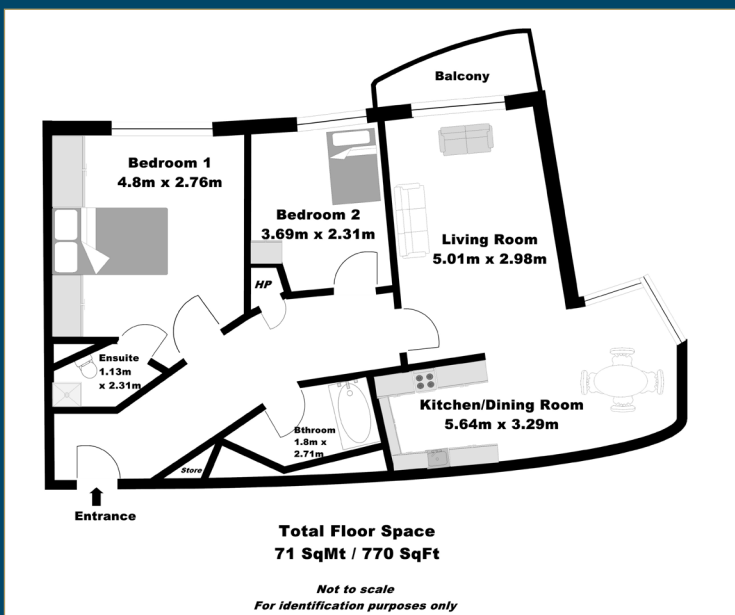 Balcony
Bedroom 1
4.8m x 2.76m
Bedroom 2
3.69m x 2.31m
Living Room
5.01m x 2.98m
HP
Ensuite
1.13m
x 2.31m
Kitchen/Dining Room
5.64m x 3.29m
Bthroom
1.8m x
2.71m
Store
Entrance
Total Floor Space
71 SqMt / 770 SqFt
Not to scale
For identification purposes only